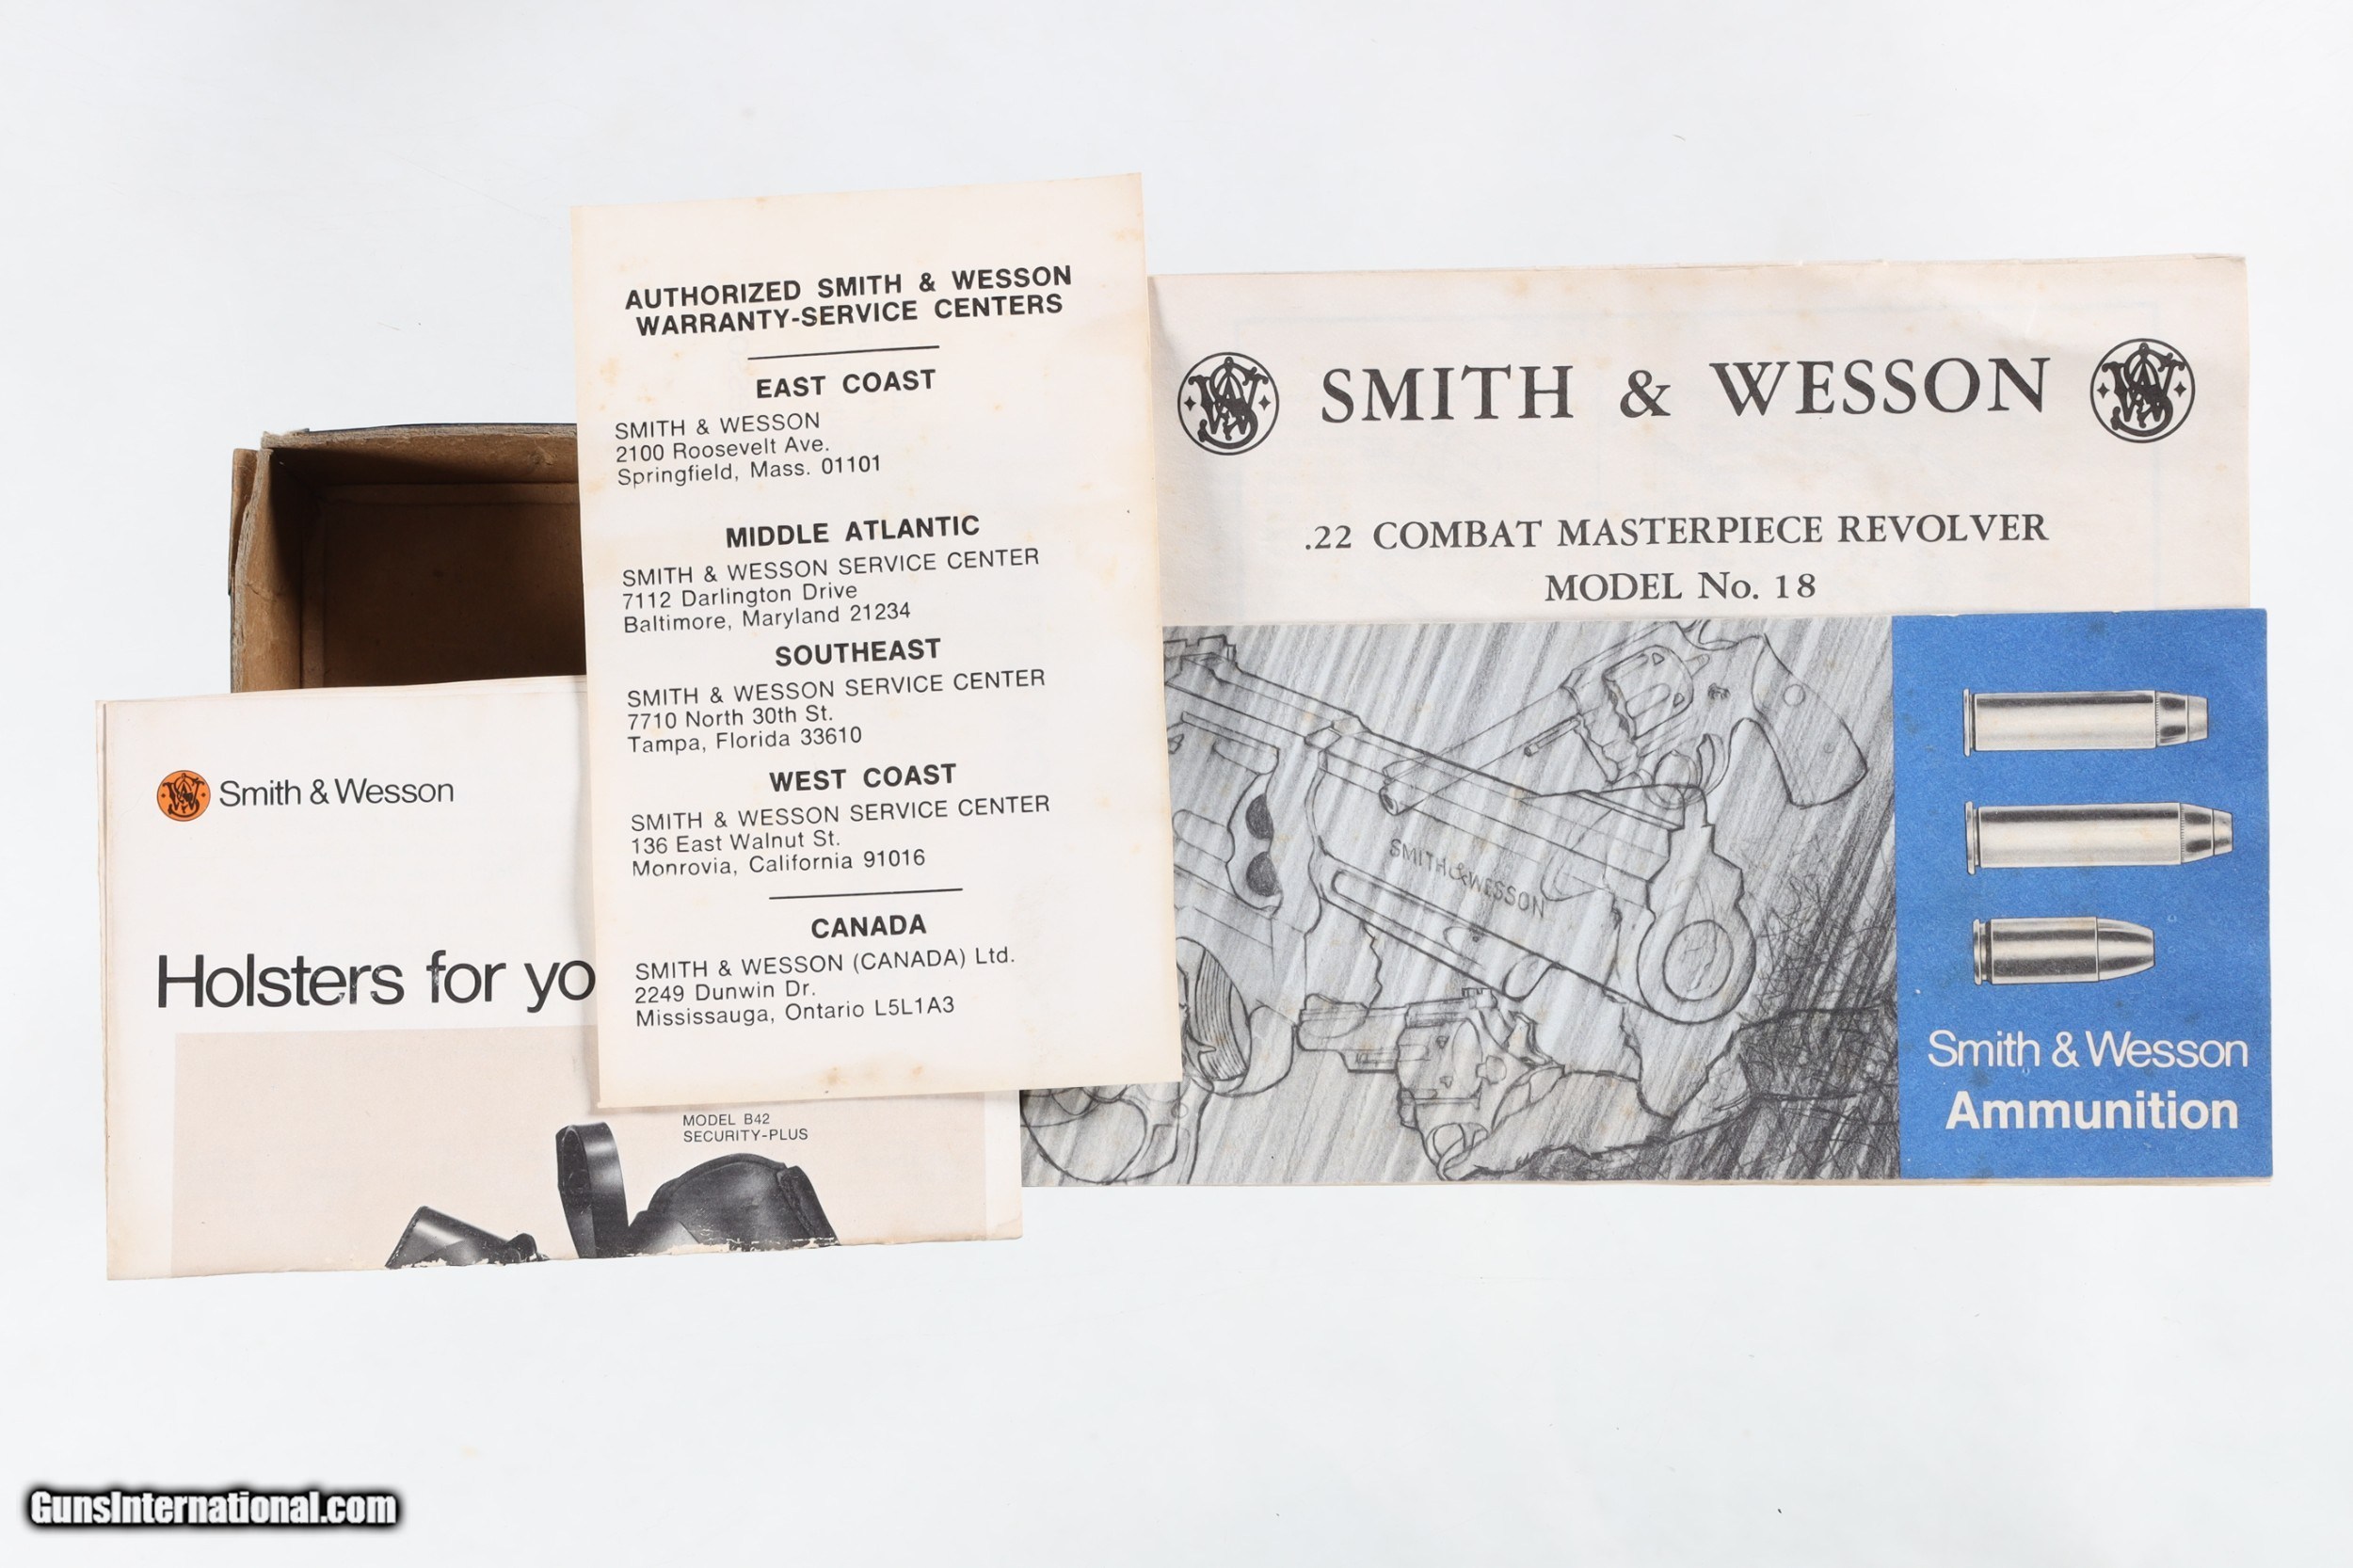 AUTHORIZED SMITH & WESSON
WARRANTY-SERVICE CENTERS
EAST COAST
SMITH & WESSON
2100 Roosevelt Ave.
Springfield, Mass. 01101
MIDDLE ATLANTIC
SMITH & WESSON SERVICE CENTER
7112 Darlington Drive
Baltimore, Maryland 21234
SOUTHEAST
SMITH & WESSON SERVICE CENTER
7710 North 30th St.
Tampa, Florida 33610
WEST COAST
SMITH & WESSON SERVICE CENTER
136 East Walnut St.
Monrovia, California 91016
CANADA
SMITH & WESSON (CANADA) Ltd.
2249 Dunwin Dr.
Mississauga, Ontario L5L1A3
SMITH & WESSON
.22 COMBAT MASTERPIECE REVOLVER
MODEL No. 18
SMITH & WESSON
Smith & Wesson
Ammunition
Smith & Wesson
Holsters for yo
MODEL B42
SECURITY-PLUS
GunsInternational.com